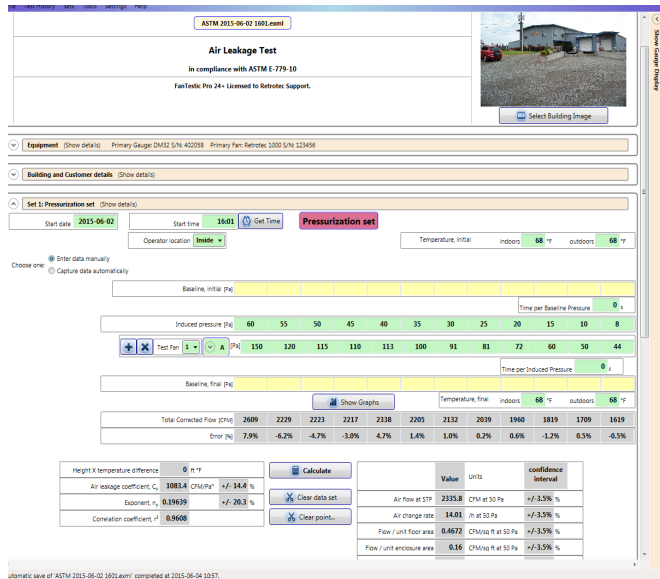 Test History Sets Tools Settings Help
ASTM 2015-06-02 1601.exml
Air Leakage Test
in compliance with ASTM E-779-10
FanTestic Pro 24+ Licensed to Retrotec Support.
Select Building Image
Show Gauge Display
Equipment (Show details) Primary Gauge: DM32 S/N: 402058 Primary Fan: Retrotec 1000 S/N: 123456
Building and Customer details (Show details)
Set 1: Pressurization set (Show details)
Start date 2015-06-02 Start time 16:01 Get Time Pressurization set
Operator location Inside Temperature, initial indoors 68 °F outdoors 68 °F
Choose one: Enter data manually
Capture data automatically
Baseline, initial [Pa]
Time per Baseline Pressure 0 s
Induced pressure [Pa] 60 55 50 45 40 35 30 25 20 15 10 8
Test Fan 1 A [Pa] 150 120 115 110 113 100 91 81 72 60 50 44
Time per Induced Pressure 0 s
Baseline, final [Pa]
Show Graphs Temperature, final indoors 68 °F outdoors 68 °F
Total Corrected Flow [CFM] 2609 2229 2223 2217 2338 2205 2132 2039 1960 1819 1709 1619
Error [%] 7.9% -6.2% -4.7% -3.0% 4.7% 1.4% 1.0% 0.2% 0.6% -1.2% 0.5% -0.5%
Height X temperature difference 0 ft °F Calculate
Value Units confidence interval
Air leakage coefficient, Cₚ 1083.4 CFM/Paⁿ +/- 14.4 %
Exponent, nₚ 0.19639 +/- 20.3 % Clear data set
Air flow at STP 2335.8 CFM at 50 Pa +/-3.5% %
Correlation coefficient, r² 0.9608 Clear point...
Air change rate 14.01 /h at 50 Pa +/-3.5% %
Flow / unit floor area 0.4672 CFM/sq ft at 50 Pa +/-3.5% %
Flow / unit enclosure area 0.16 CFM/sq ft at 50 Pa +/-3.5% %
automatic save of 'ASTM 2015-06-02 1601.exml' completed at 2015-06-04 10:57.